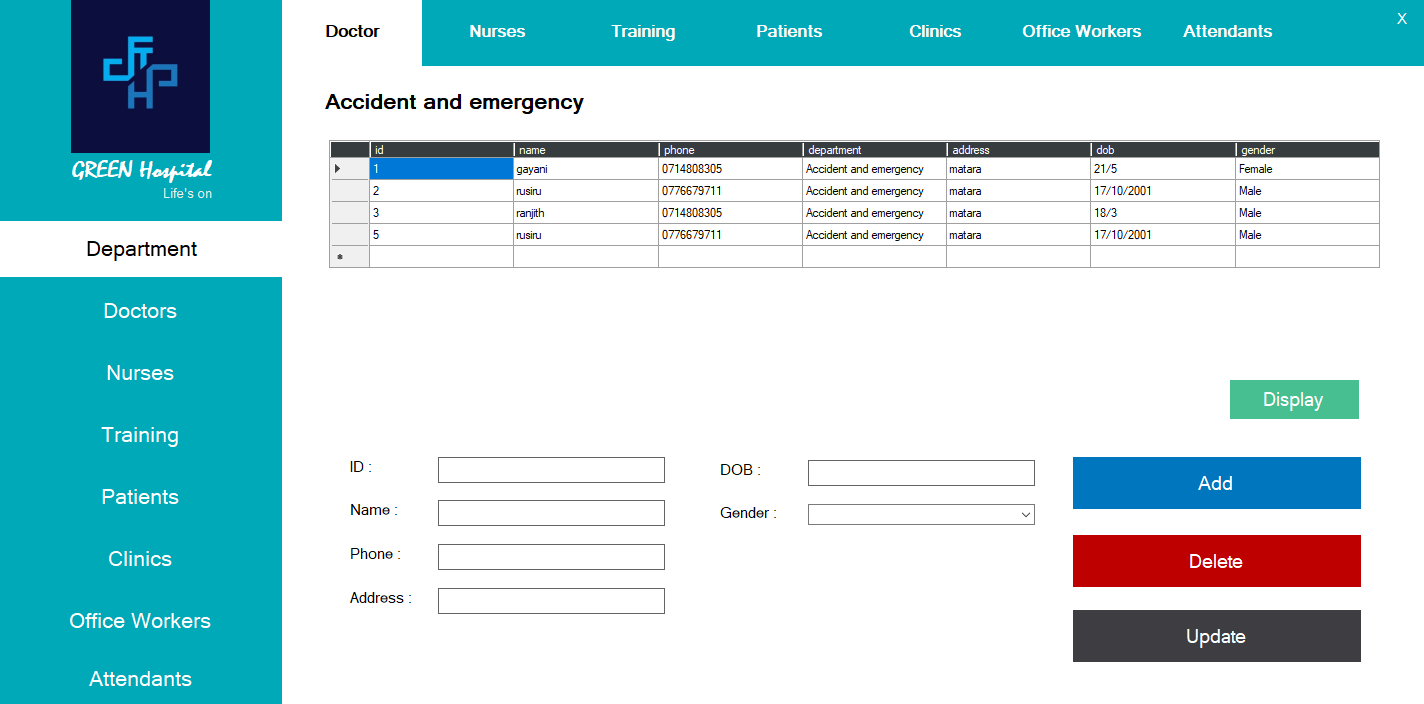 Doctor Nurses Training Patients Clinics Office Workers Attendants X
GREEN Hospital
Life's on
Department
Doctors
Nurses
Training
Patients
Clinics
Office Workers
Attendants
Accident and emergency
id name phone department address dob gender
1 gayani 0714808305 Accident and emergency matara 21/5 Female
2 rusiru 0776679711 Accident and emergency matara 17/10/2001 Male
3 ranjith 0714808305 Accident and emergency matara 18/3 Male
5 rusiru 0776679711 Accident and emergency matara 17/10/2001 Male
*
Display
ID :
Name :
Phone :
Address :
DOB :
Gender :
Add
Delete
Update